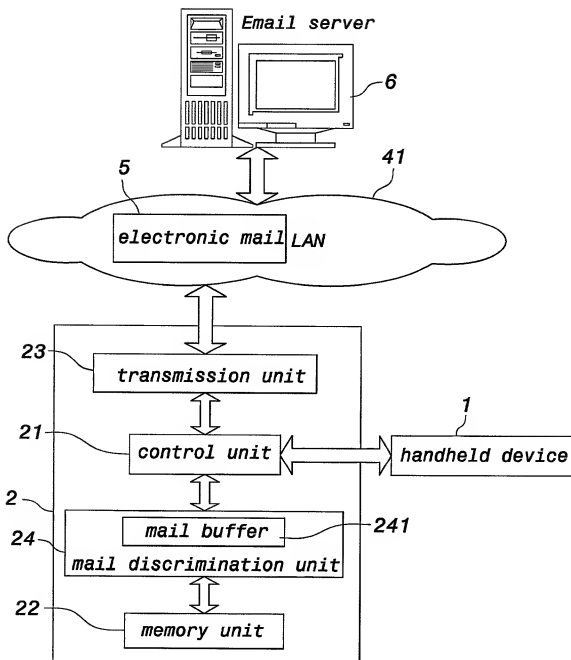 Email server
6
5
41
electronic mail LAN
23
transmission unit
21
1
control unit
handheld device
2
mail buffer
241
24
mail discrimination unit
22
memory unit